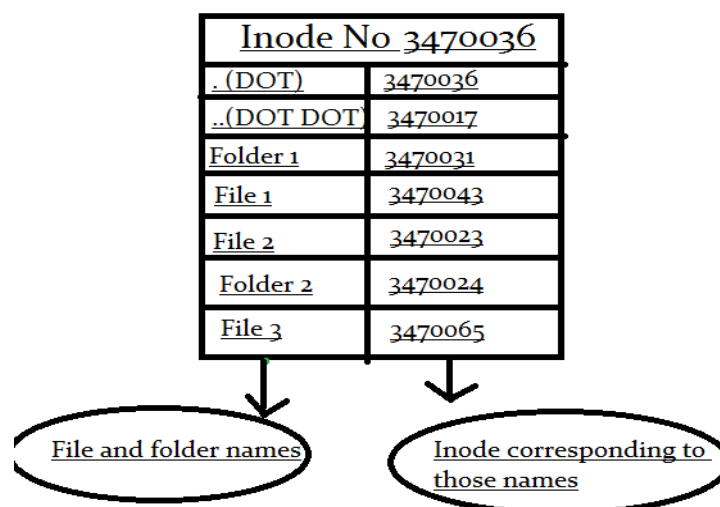 Inode No 3470036
. (DOT) 3470036
..(DOT DOT) 3470017
Folder 1 3470031
File 1 3470043
File 2 3470023
Folder 2 3470024
File 3 3470065
File and folder names
Inode corresponding to
those names